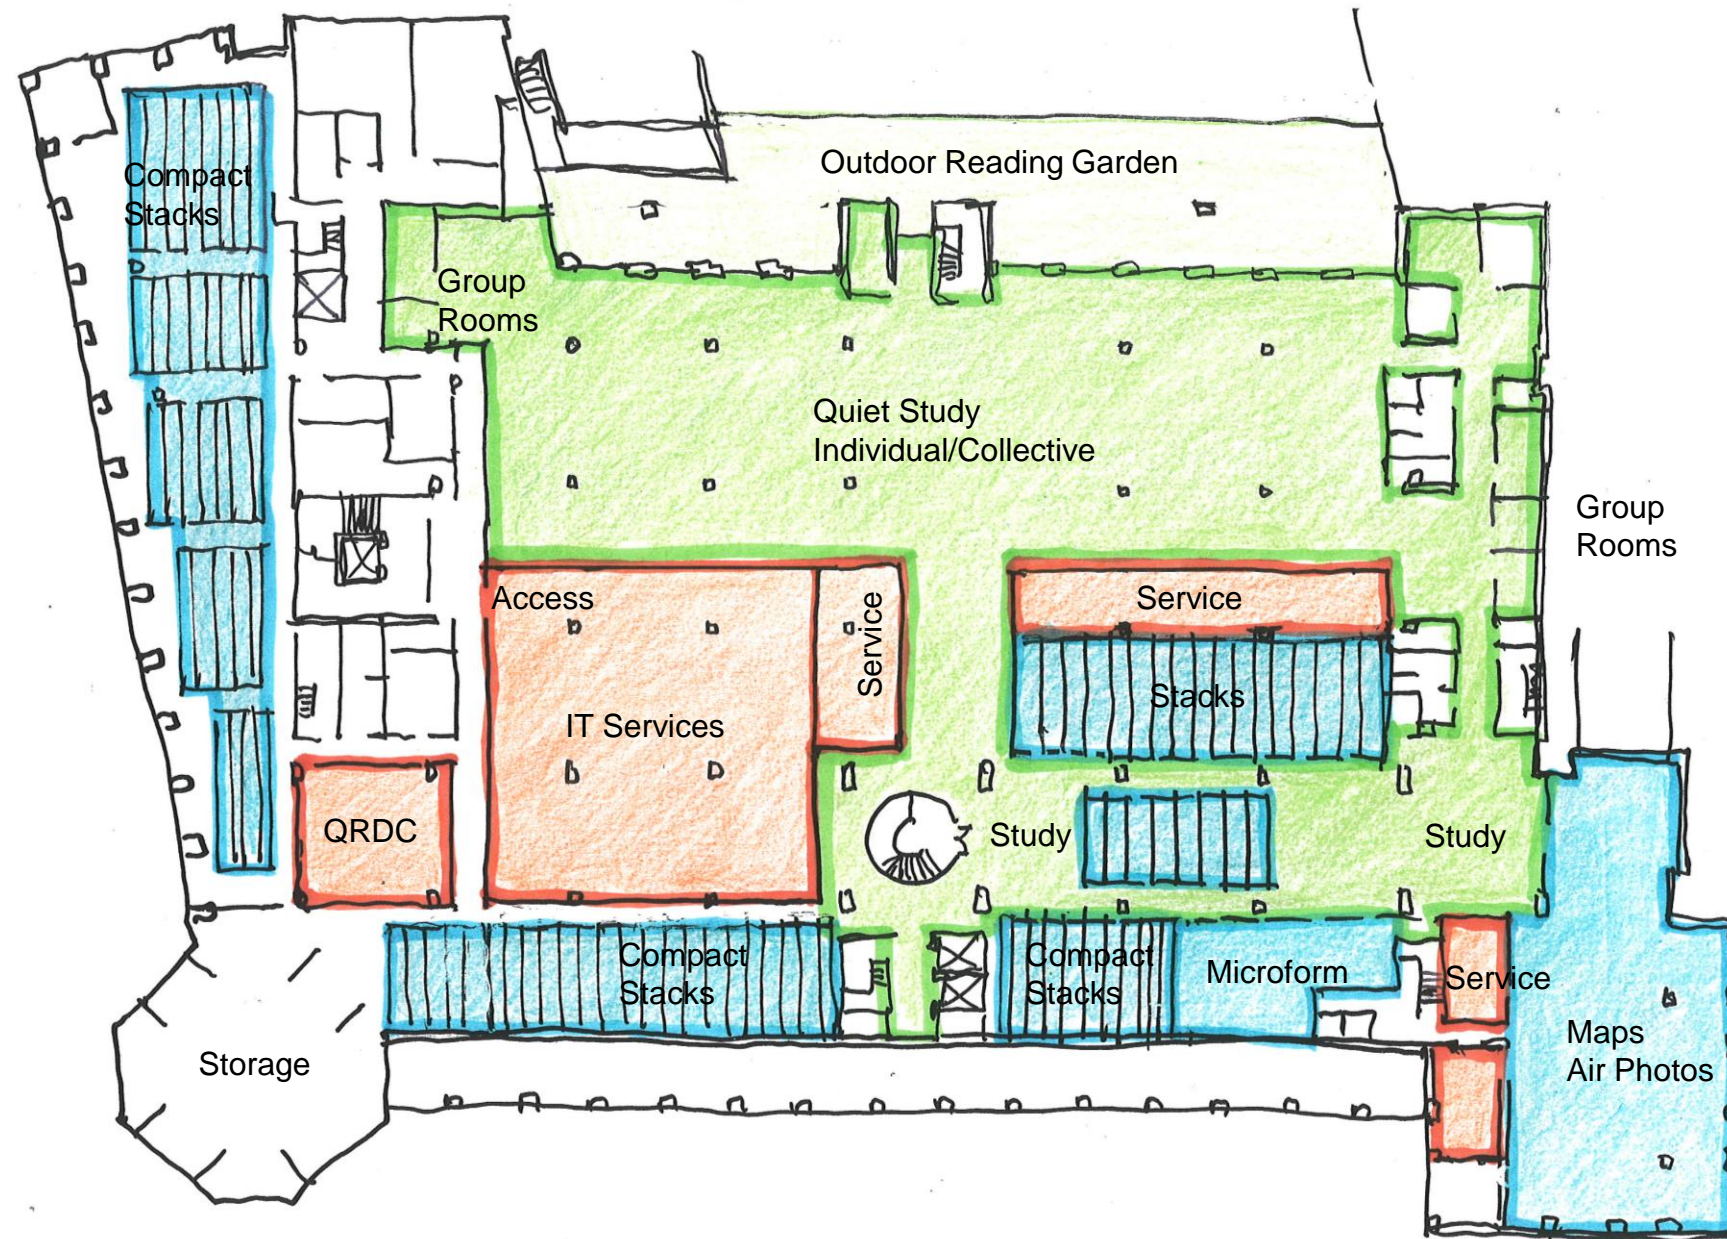 Outdoor Reading Garden
Compact
Stacks
Group
Rooms
Quiet Study
Individual/Collective
Group
Rooms
Access
Service
Service
Stacks
IT Services
QRDC
Study
Study
Compact
Stacks
Compact
Stacks
Microform
Service
Storage
Maps
Air Photos